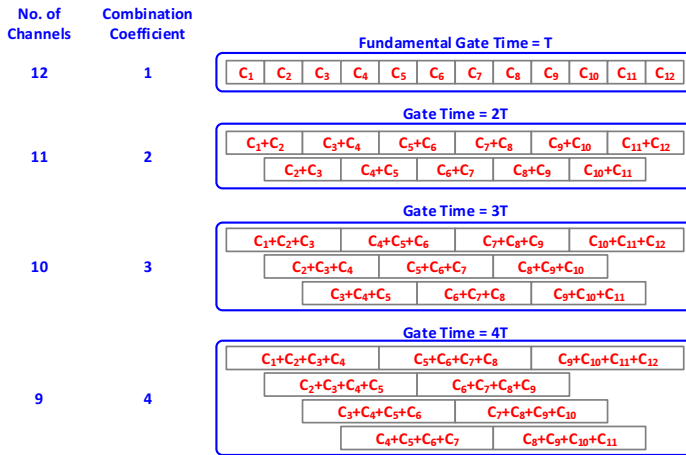 No. of Channels
Combination Coefficient
Fundamental Gate Time = T
12 1 C₁ C₂ C₃ C₄ C₅ C₆ C₇ C₈ C₉ C₁₀ C₁₁ C₁₂
Gate Time = 2T
11 2
C₁+C₂ C₃+C₄ C₅+C₆ C₇+C₈ C₉+C₁₀ C₁₁+C₁₂
C₂+C₃ C₄+C₅ C₆+C₇ C₈+C₉ C₁₀+C₁₁
Gate Time = 3T
10 3
C₁+C₂+C₃ C₄+C₅+C₆ C₇+C₈+C₉ C₁₀+C₁₁+C₁₂
C₂+C₃+C₄ C₅+C₆+C₇ C₈+C₉+C₁₀
C₃+C₄+C₅ C₆+C₇+C₈ C₉+C₁₀+C₁₁
Gate Time = 4T
9 4
C₁+C₂+C₃+C₄ C₅+C₆+C₇+C₈ C₉+C₁₀+C₁₁+C₁₂
C₂+C₃+C₄+C₅ C₆+C₇+C₈+C₉
C₃+C₄+C₅+C₆ C₇+C₈+C₉+C₁₀
C₄+C₅+C₆+C₇ C₈+C₉+C₁₀+C₁₁